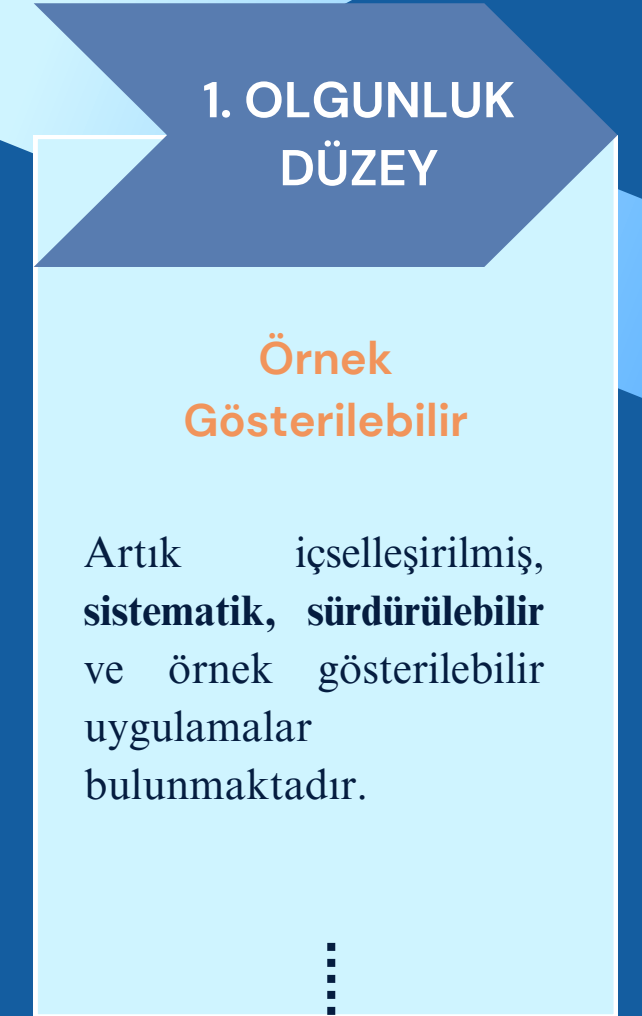 1. OLGUNLUK
DÜZEY
Örnek
Gösterilebilir
Artık içselleşirilmiş,
sistematik, sürdürülebilir
ve örnek gösterilebilir
uygulamalar
bulunmaktadır.